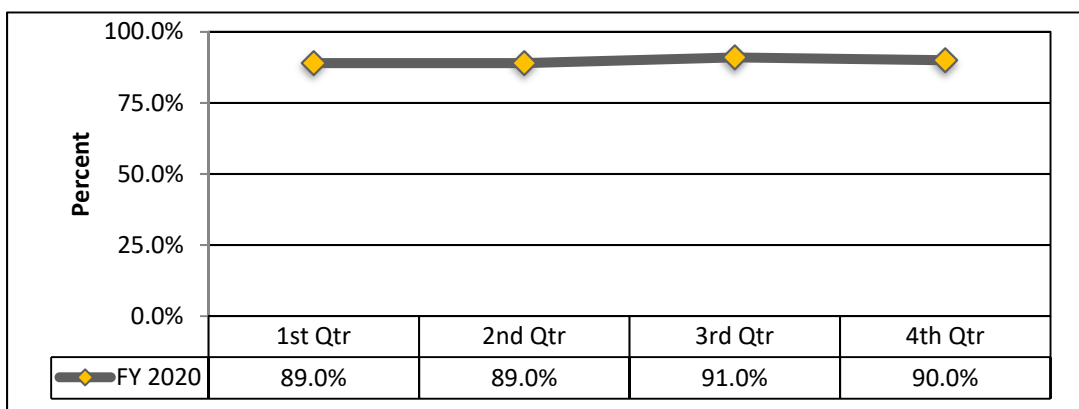 100.0%
75.0%
50.0%
25.0%
0.0%
Percent
1st Qtr 2nd Qtr 3rd Qtr 4th Qtr
FY 2020 89.0% 89.0% 91.0% 90.0%